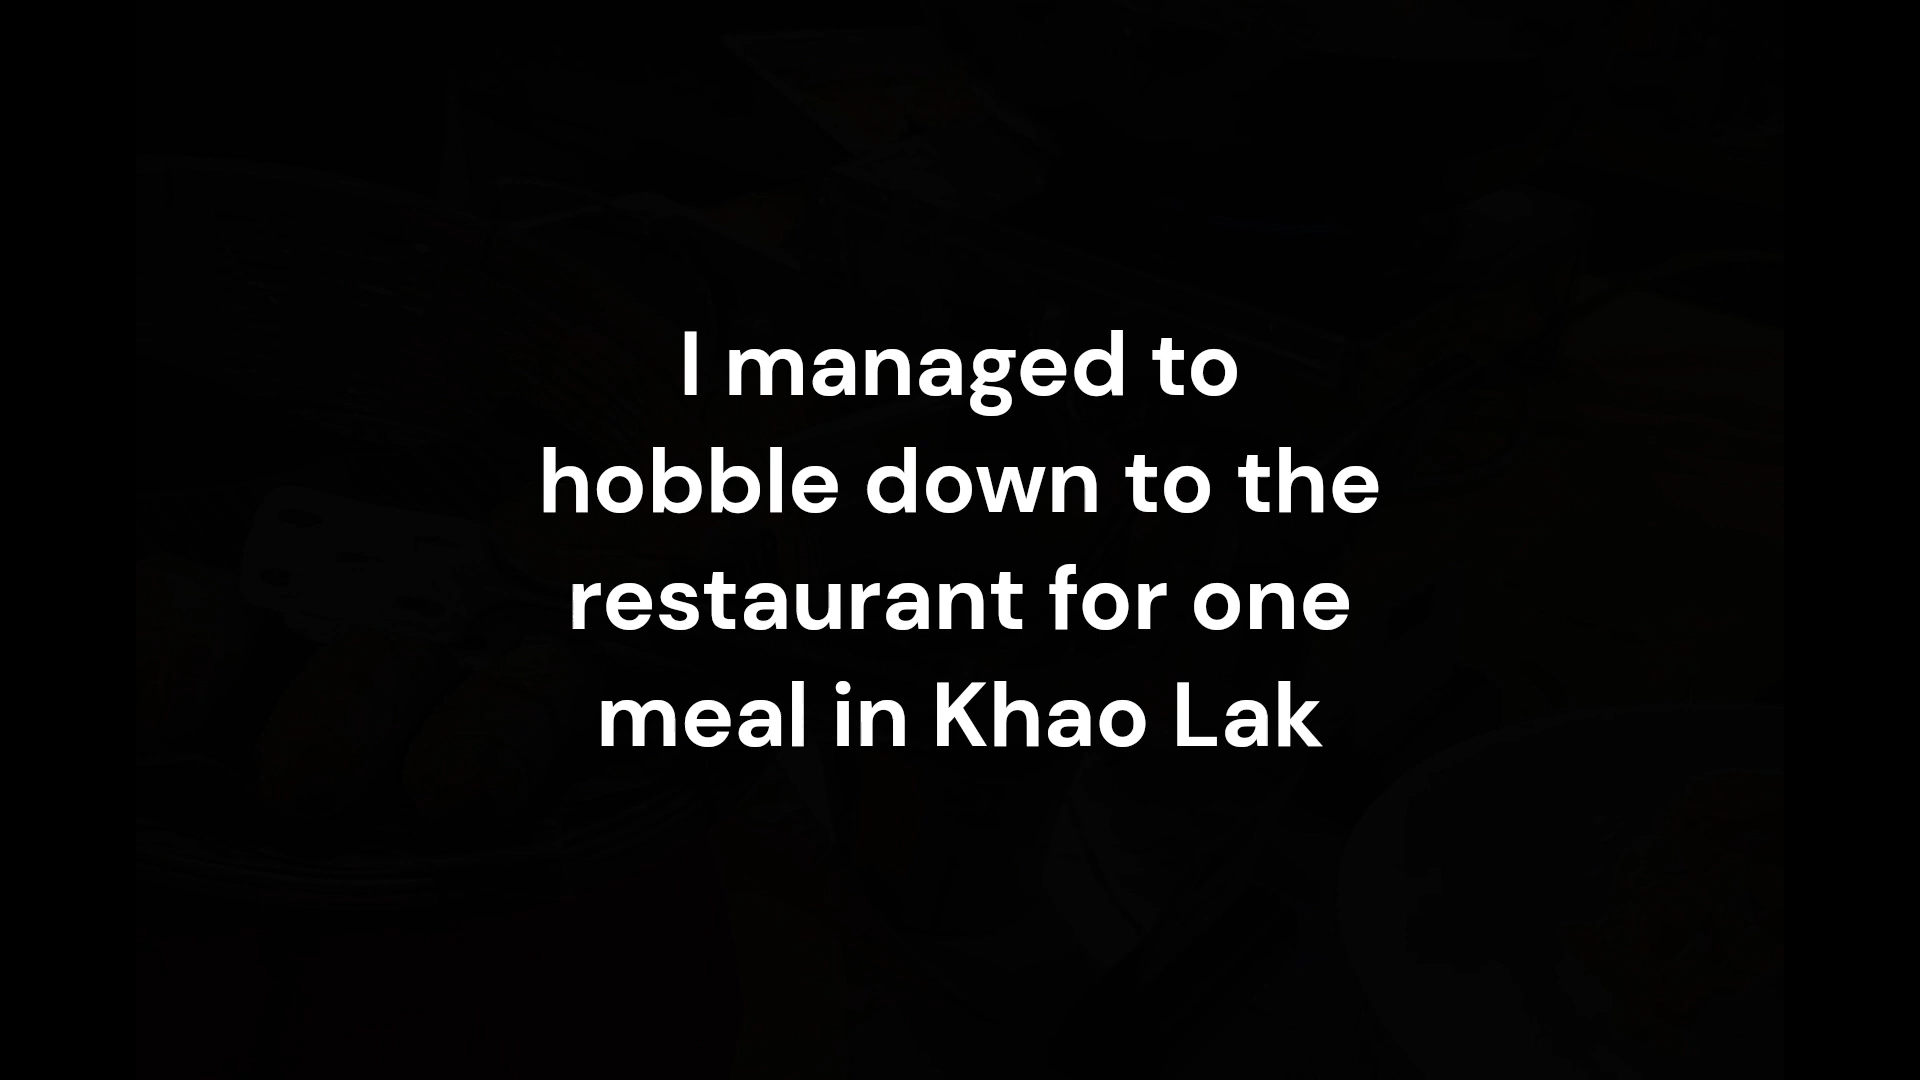 I managed to
hobble down to the
restaurant for one
meal in Khao Lak